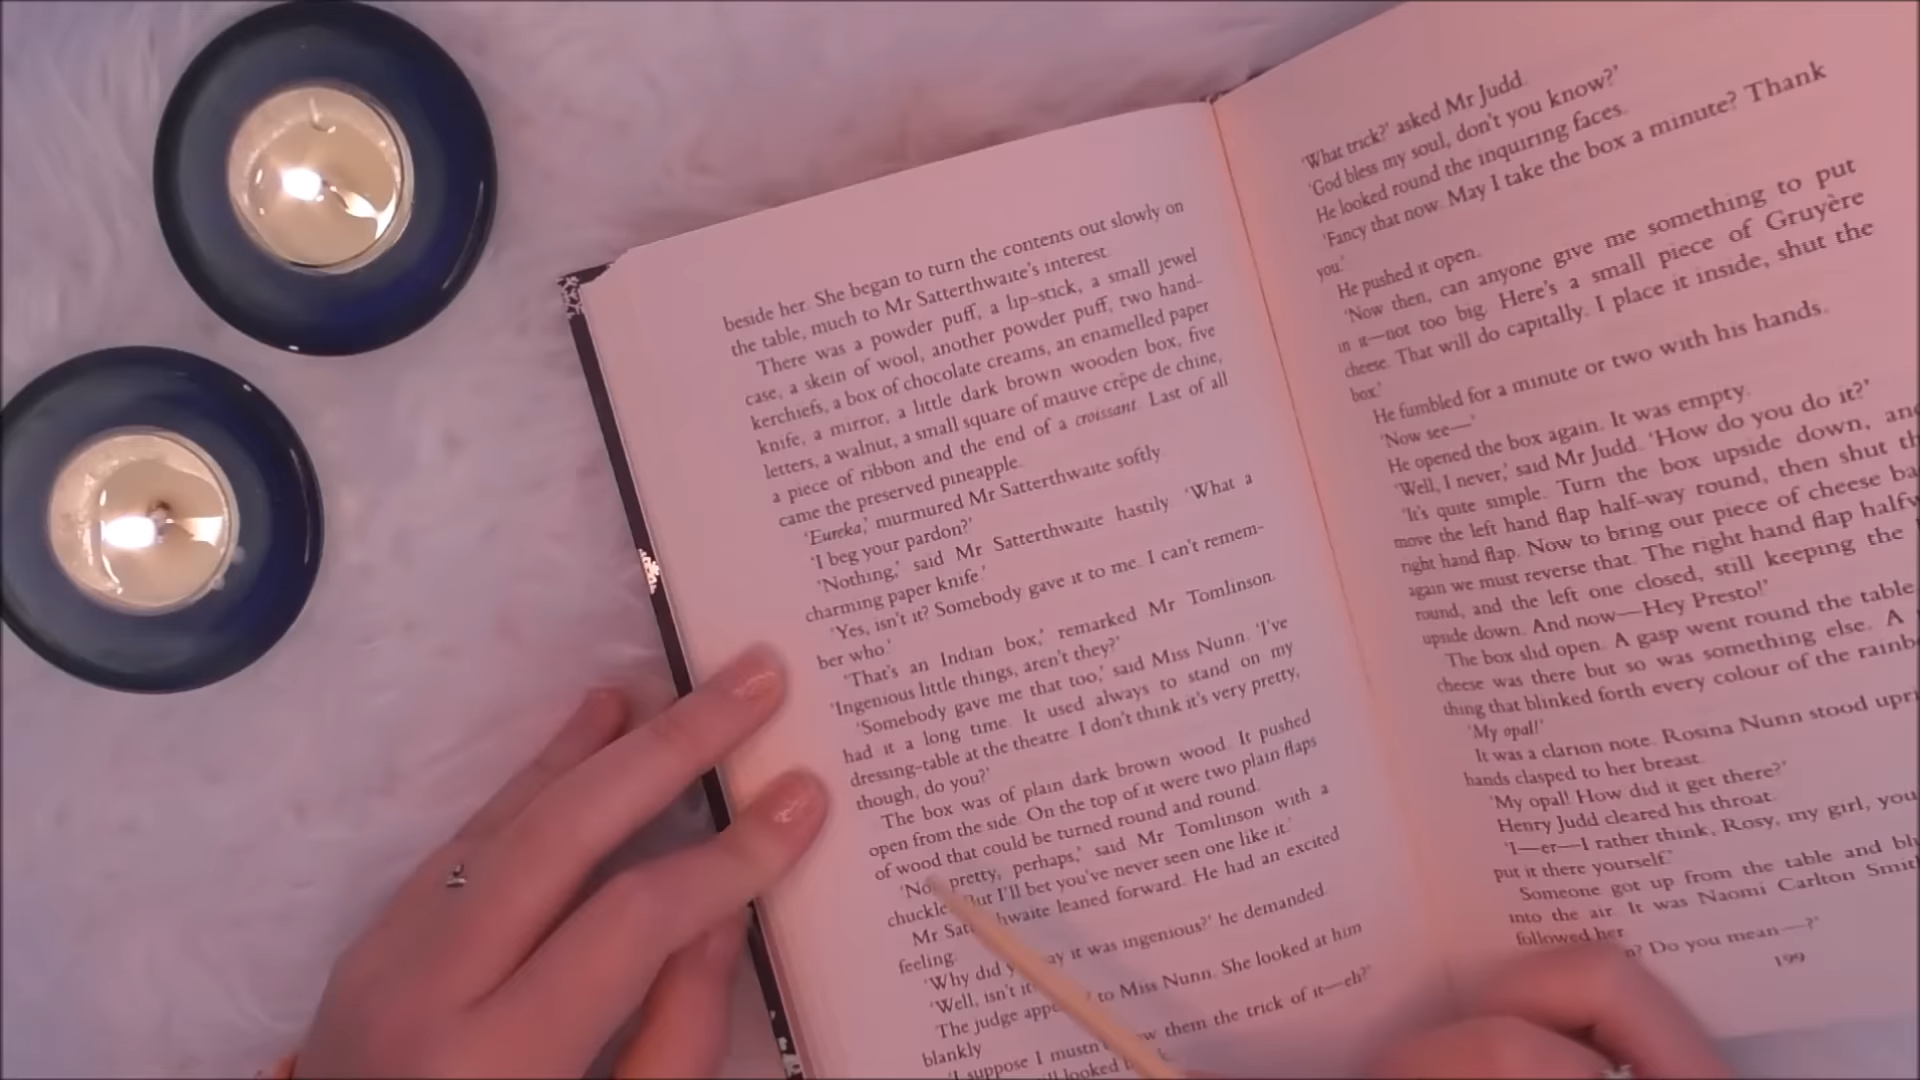 beside her. She began to turn the contents out slowly on
the table, much to Mr Satterthwaite's interest.
There was a powder puff, a lip-stick, a small jewel
case, a skein of wool, another powder puff, two hand-
kerchiefs, a box of chocolate creams, an enamelled paper
knife, a mirror, a little dark brown wooden box, five
letters, a walnut, a small square of mauve crêpe de chine,
a piece of ribbon and the end of a croissant. Last of all
came the preserved pineapple.
'Eureka,' murmured Mr Satterthwaite softly.
'I beg your pardon?'
'Nothing,' said Mr Satterthwaite hastily. 'What a
charming paper knife.'
'Yes, isn't it? Somebody gave it to me. I can't remem-
ber who.'
'That's an Indian box,' remarked Mr Tomlinson.
'Ingenious little things, aren't they?'
'Somebody gave me that too,' said Miss Nunn. 'I've
had it a long time. It used always to stand on my
dressing-table at the theatre. I don't think it's very pretty,
though, do you?'
The box was of plain dark brown wood. It pushed
open from the side. On the top of it were two plain flaps
of wood that could be turned round and round.
pretty, perhaps,' said Mr Tomlinson with a
chuckle. But I'll bet you've never seen one like it.'
Mr leaned forward. He had an excited
feeling.
'Why did it was ingenious?' he demanded.
'Well, isn't
The judge to Miss Nunn. She looked at him
blankly
'I suppose I them the trick of it—eh?'
looked
'What trick?' asked Mr Judd.
'God bless my soul, don't you know?'
He looked round the inquiring faces.
'Fancy that now. May I take the box a minute? Thank
you.'
He pushed it open.
'Now then, can anyone give me something to put
in it—not too big. Here's a small piece of Gruyère
cheese. That will do capitally. I place it inside, shut the
box.'
He fumbled for a minute or two with his hands.
'Now see—'
He opened the box again. It was empty.
'Well, I never,' said Mr Judd. 'How do you do it?'
'It's quite simple. Turn the box upside down, and
move the left hand flap half-way round, then shut
right hand flap. Now to bring our piece of cheese
again we must reverse that. The right hand flap
round, and the left one closed, still keeping the
upside down. And now—Hey Presto!'
The box slid open. A gasp went round the table
cheese was there but so was something else. A
thing that blinked forth every colour of the
'My opal!'
It was a clarion note. Rosina Nunn stood
hands clasped to her breast.
'My opal! How did it get there?'
Henry Judd cleared his throat.
'I—er—I rather think, Rosy, my girl, you
put it there yourself.'
Someone got up from the table and
into the air. It was Naomi Carlton
followed her
Do you mean—?'
199